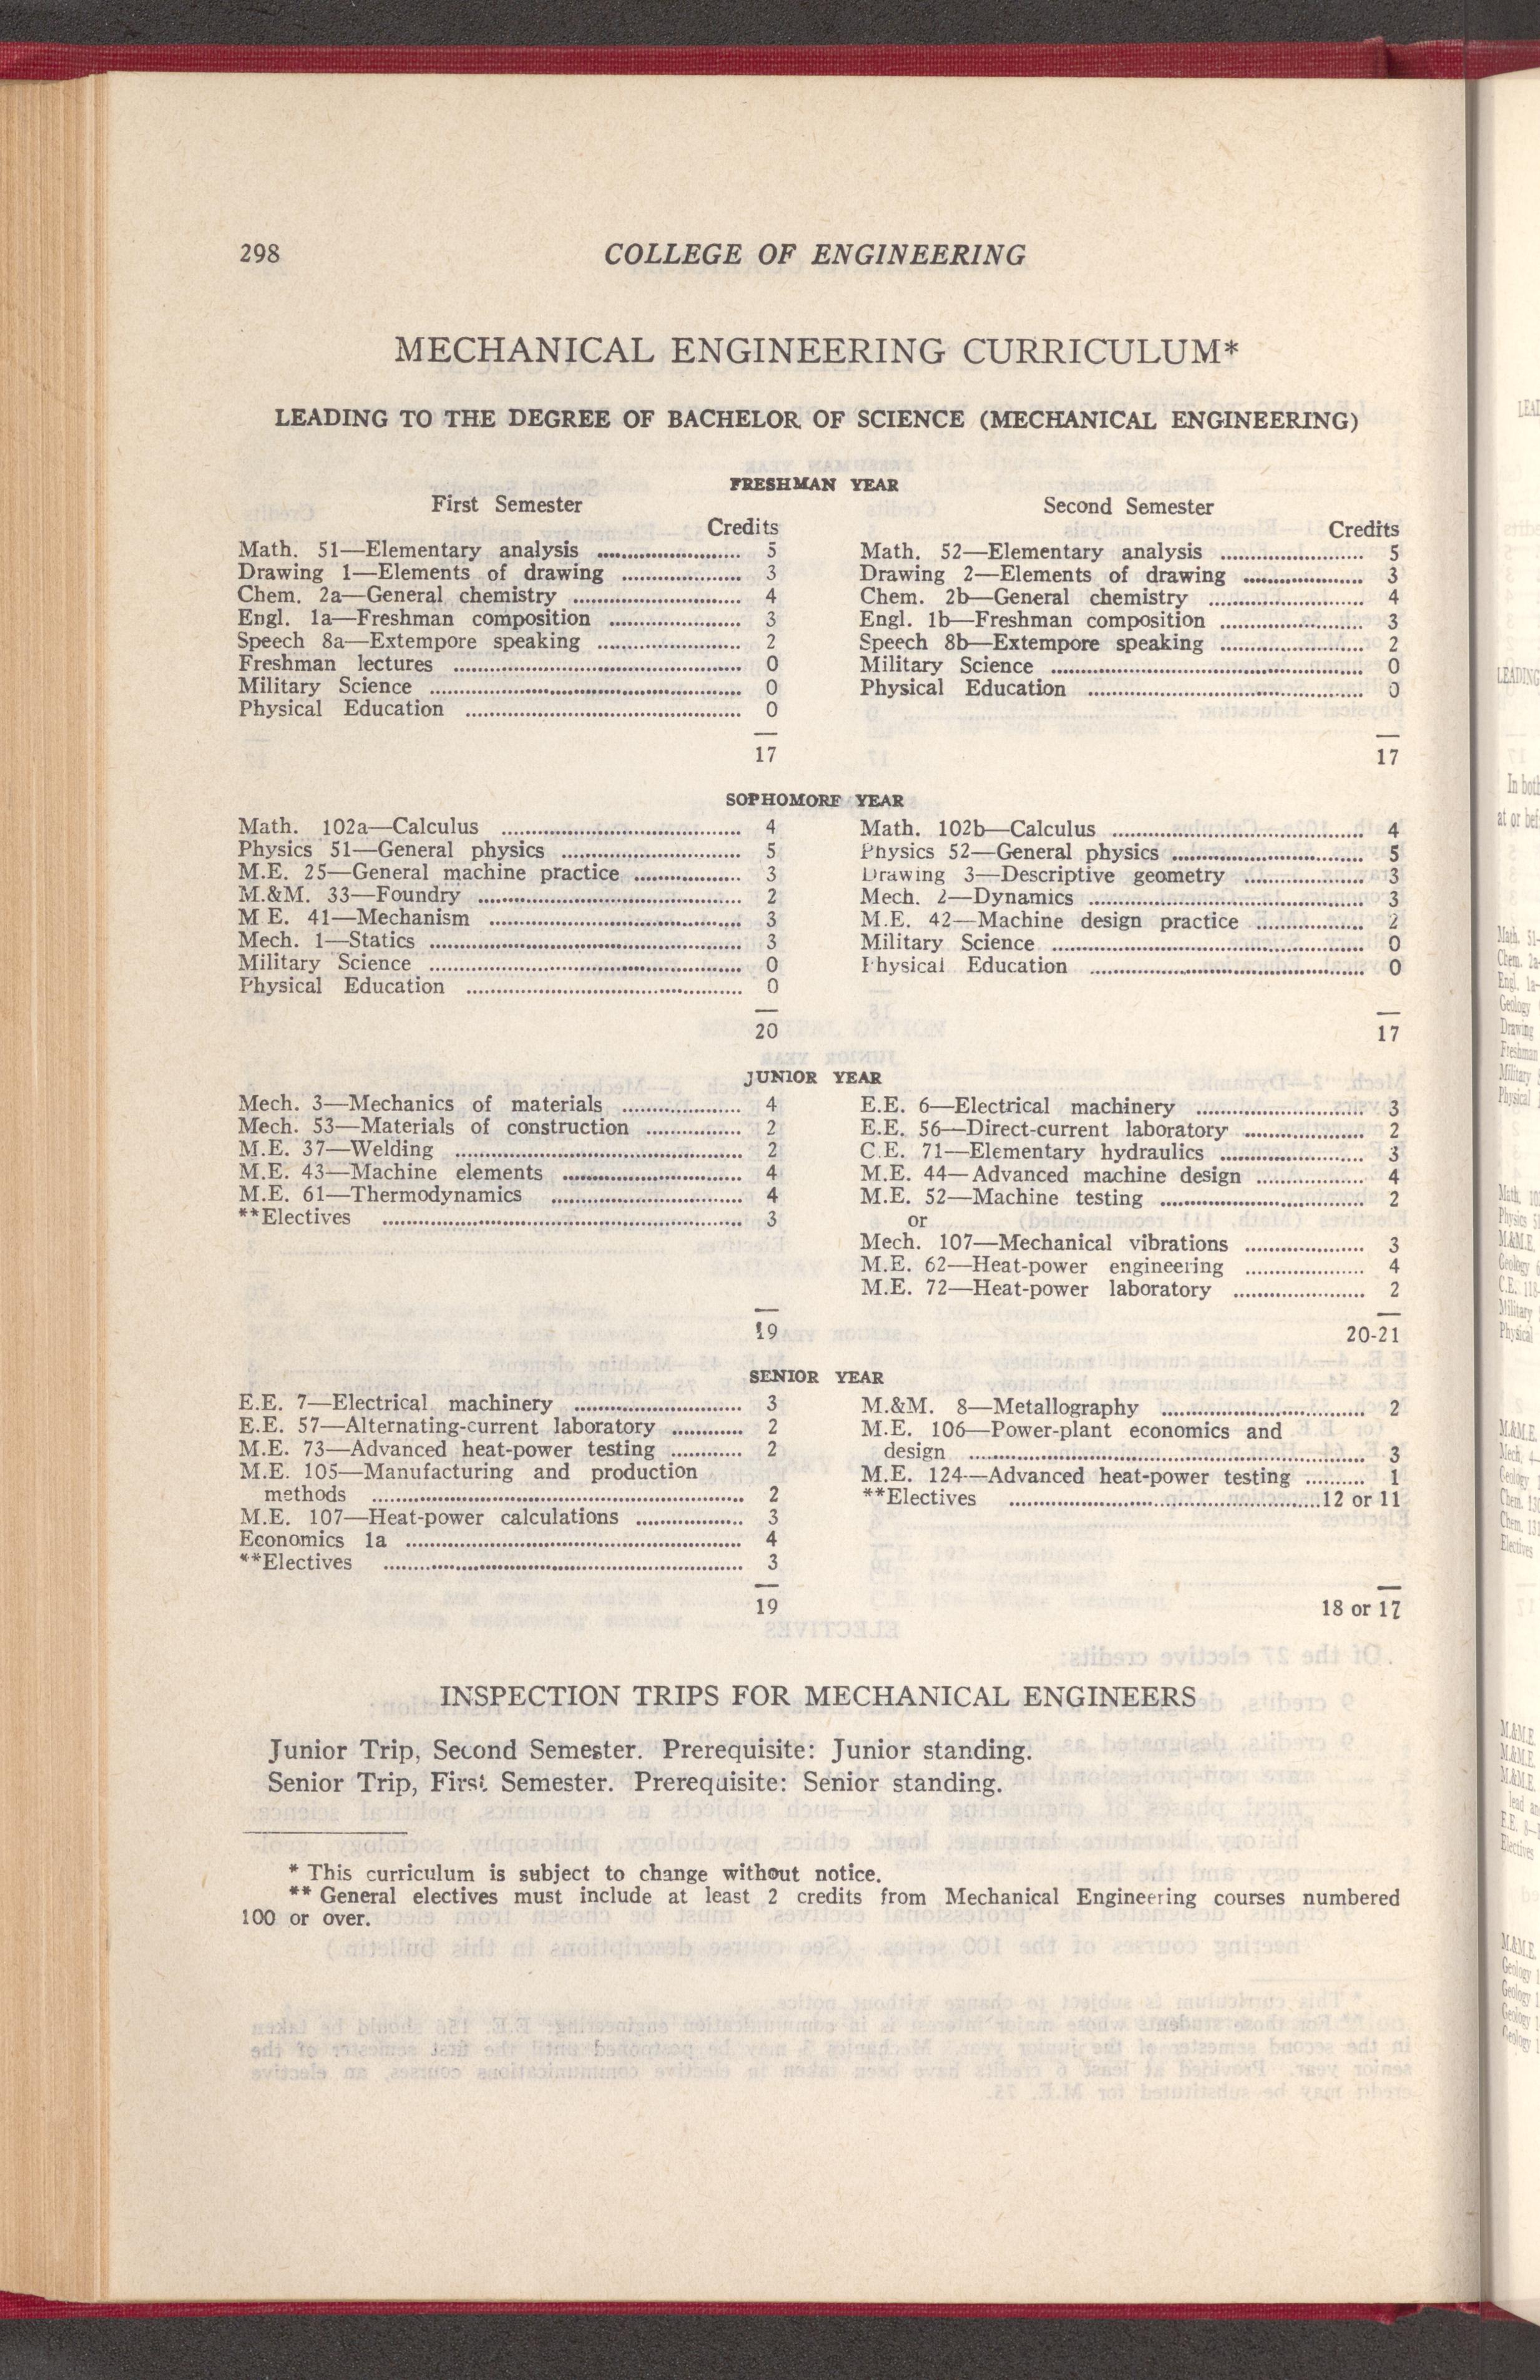 298
COLLEGE OF ENGINEERING
MECHANICAL ENGINEERING CURRICULUM*
LEADING TO THE DEGREE OF BACHELOR OF SCIENCE (MECHANICAL ENGINEERING)
FRESHMAN YEAR
First Semester
Credits
Math. 51—Elementary analysis ........................ 5
Drawing 1—Elements of drawing .................... 3
Chem. 2a—General chemistry ............................ 4
Engl. 1a—Freshman composition ...................... 3
Speech 8a—Extempore speaking ........................ 2
Freshman lectures ................................................ 0
Military Science .................................................... 0
Physical Education .............................................. 0
17
Second Semester
Credits
Math. 52—Elementary analysis ........................ 5
Drawing 2—Elements of drawing .................... 3
Chem. 2b—General chemistry .......................... 4
Engl. 1b—Freshman composition ........................ 3
Speech 8b—Extempore speaking ........................ 2
Military Science .................................................... 0
Physical Education .............................................. 0
17
SOPHOMORE YEAR
Math. 102a—Calculus ........................................ 4
Physics 51—General physics .............................. 5
M.E. 25—General machine practice .................. 3
M.&M. 33—Foundry ............................................ 2
M.E. 41—Mechanism .......................................... 3
Mech. 1—Statics .................................................... 3
Military Science .................................................... 0
Physical Education .............................................. 0
20
Math. 102b—Calculus .......................................... 4
Physics 52—General physics ................................ 5
Drawing 3—Descriptive geometry .................... 3
Mech. 2—Dynamics .............................................. 3
M.E. 42—Machine design practice .................. 2
Military Science .................................................... 0
Physical Education .............................................. 0
17
JUNIOR YEAR
Mech. 3—Mechanics of materials .................... 4
Mech. 53—Materials of construction ................ 2
M.E. 37—Welding ................................................ 2
M.E. 43—Machine elements .............................. 4
M.E. 61—Thermodynamics ................................ 4
**Electives ............................................................ 3
19
E.E. 6—Electrical machinery ............................ 3
E.E. 56—Direct-current laboratory .................... 2
C.E. 71—Elementary hydraulics ........................ 3
M.E. 44—Advanced machine design .................. 4
M.E. 52—Machine testing .................................. 2
or
Mech. 107—Mechanical vibrations .................... 3
M.E. 62—Heat-power engineering .................... 4
M.E. 72—Heat-power laboratory ...................... 2
20-21
SENIOR YEAR
E.E. 7—Electrical machinery ............................ 3
E.E. 57—Alternating-current laboratory ............ 2
M.E. 73—Advanced heat-power testing ............ 2
M.E. 105—Manufacturing and production
methods .............................................................. 2
M.E. 107—Heat-power calculations .................. 3
Economics 1a ........................................................ 4
**Electives ............................................................ 3
19
M.&M. 8—Metallography .................................. 2
M.E. 106—Power-plant economics and
design .................................................................. 3
M.E. 124—Advanced heat-power testing .......... 1
**Electives ....................................................12 or 11
18 or 17
INSPECTION TRIPS FOR MECHANICAL ENGINEERS
Junior Trip, Second Semester. Prerequisite: Junior standing.
Senior Trip, First Semester. Prerequisite: Senior standing.
* This curriculum is subject to change without notice.
** General electives must include at least 2 credits from Mechanical Engineering courses numbered
100 or over.